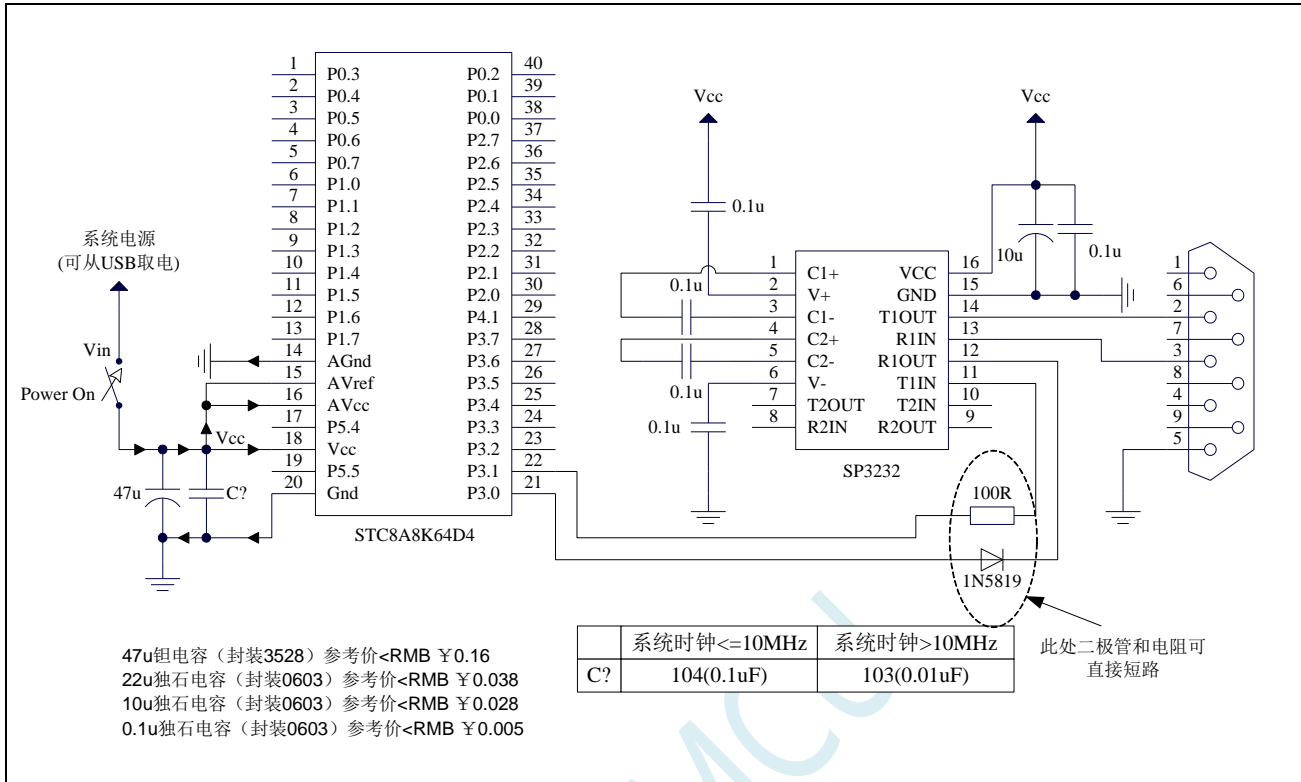 1 P0.3 P0.2 40
2 P0.4 P0.1 39
3 P0.5 P0.0 38
4 P0.6 P2.7 37
5 P0.7 P2.6 36
6 P1.0 P2.5 35
7 P1.1 P2.4 34
8 P1.2 P2.3 33
9 P1.3 P2.2 32
10 P1.4 P2.1 31
11 P1.5 P2.0 30
12 P1.6 P4.1 29
13 P1.7 P3.7 28
14 AGnd P3.6 27
15 AVref P3.5 26
16 AVcc P3.4 25
17 P5.4 P3.3 24
18 Vcc P3.2 23
19 P5.5 P3.1 22
20 Gnd P3.0 21
STC8A8K64D4
系统电源
(可从USB取电)
Vin
Power On
Vcc
47u
C?
Vcc
0.1u
0.1u
0.1u
0.1u
1 C1+ VCC 16
2 V+ GND 15
3 C1- T1OUT 14
4 C2+ R1IN 13
5 C2- R1OUT 12
6 V- T1IN 11
7 T2OUT T2IN 10
8 R2IN R2OUT 9
SP3232
Vcc
10u
0.1u
1
6
2
7
3
8
4
9
5
100R
1N5819
此处二极管和电阻可
直接短路
系统时钟<=10MHz 系统时钟>10MHz
C? 104(0.1uF) 103(0.01uF)
47u钽电容（封装3528）参考价<RMB ￥0.16
22u独石电容（封装0603）参考价<RMB ￥0.038
10u独石电容（封装0603）参考价<RMB ￥0.028
0.1u独石电容（封装0603）参考价<RMB ￥0.005
MCU